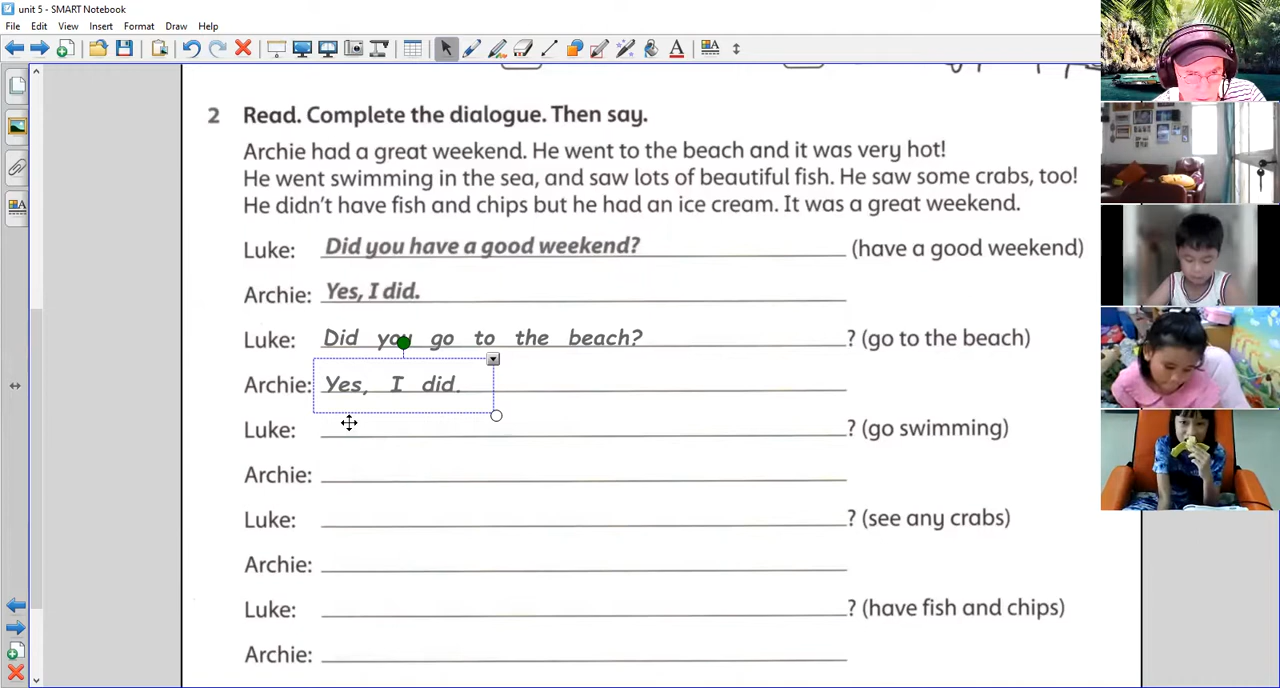 unit 5 - SMART Notebook
File Edit View Insert Format Draw Help
2 Read. Complete the dialogue. Then say.
Archie had a great weekend. He went to the beach and it was very hot!
He went swimming in the sea, and saw lots of beautiful fish. He saw some crabs, too!
He didn't have fish and chips but he had an ice cream. It was a great weekend.
Luke: Did you have a good weekend? (have a good weekend)
Archie: Yes, I did.
Luke: Did you go to the beach? ? (go to the beach)
Archie: Yes, I did.
Luke: ? (go swimming)
Archie:
Luke: ? (see any crabs)
Archie:
Luke: ? (have fish and chips)
Archie: